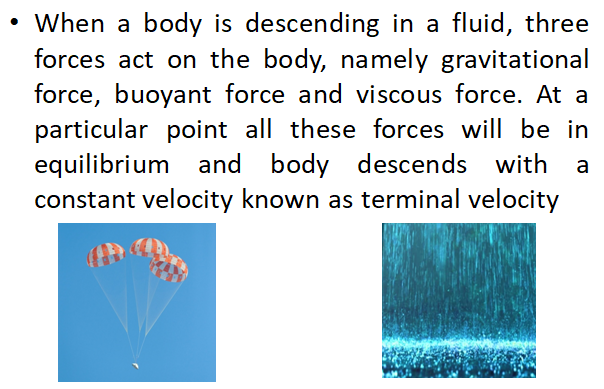 • When a body is descending in a fluid, three
forces act on the body, namely gravitational
force, buoyant force and viscous force. At a
particular point all these forces will be in
equilibrium and body descends with a
constant velocity known as terminal velocity